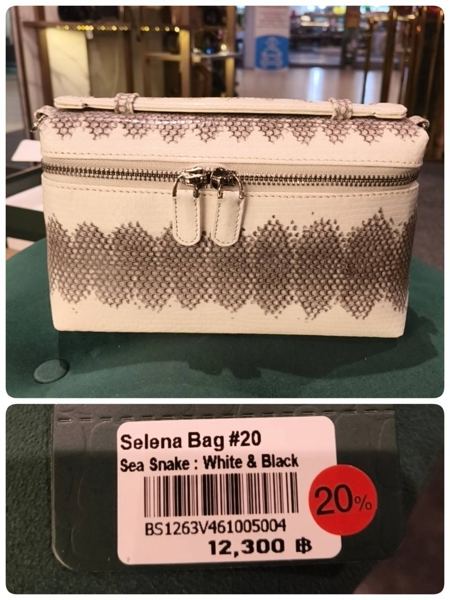 Selena Bag #20
Sea Snake : White & Black
20%
BS1263V461005004
12,300 ฿